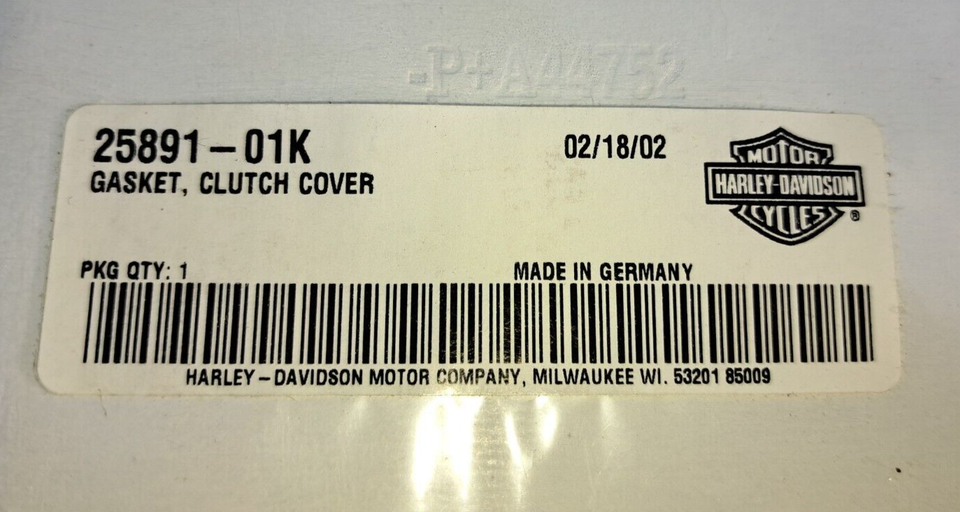 -P+A44752
25891-01K
02/18/02
GASKET, CLUTCH COVER
MOTOR
HARLEY-DAVIDSON
CYCLES
®
PKG QTY: 1
MADE IN GERMANY
HARLEY-DAVIDSON MOTOR COMPANY, MILWAUKEE WI. 53201 85009